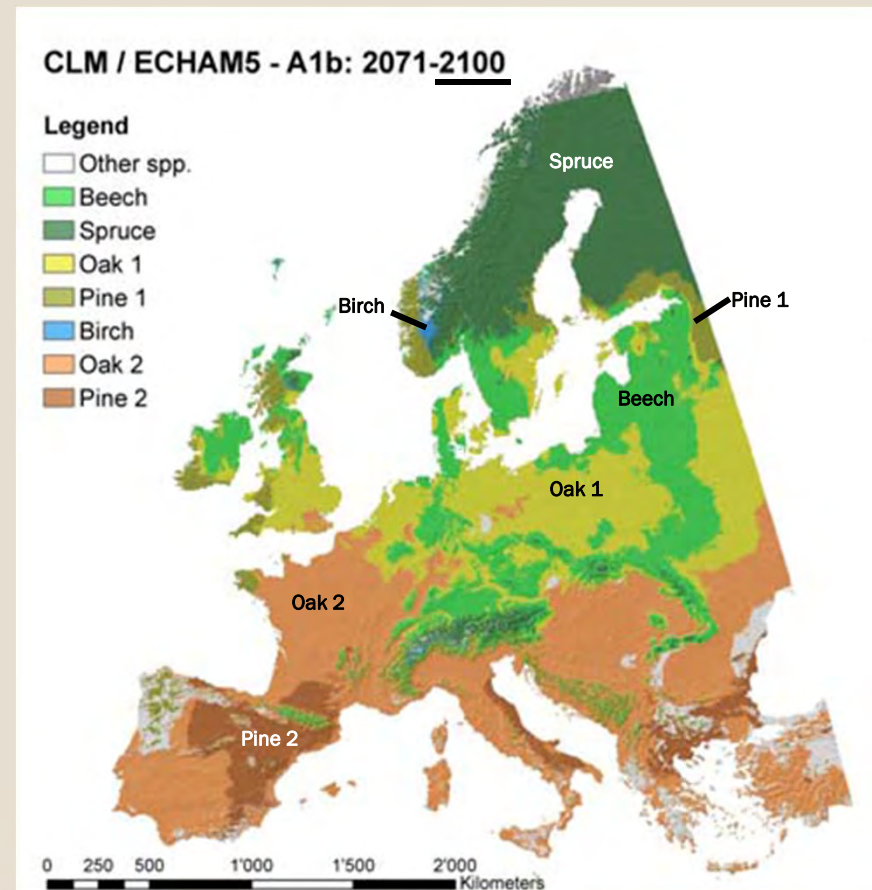 CLM / ECHAM5 - A1b: 2071-2100
Legend
Other spp.
Beech
Spruce
Oak 1
Pine 1
Birch
Oak 2
Pine 2
Spruce
Birch
Pine 1
Beech
Oak 1
Oak 2
Pine 2
0 250 500 1'000 1'500 2'000
Kilometers